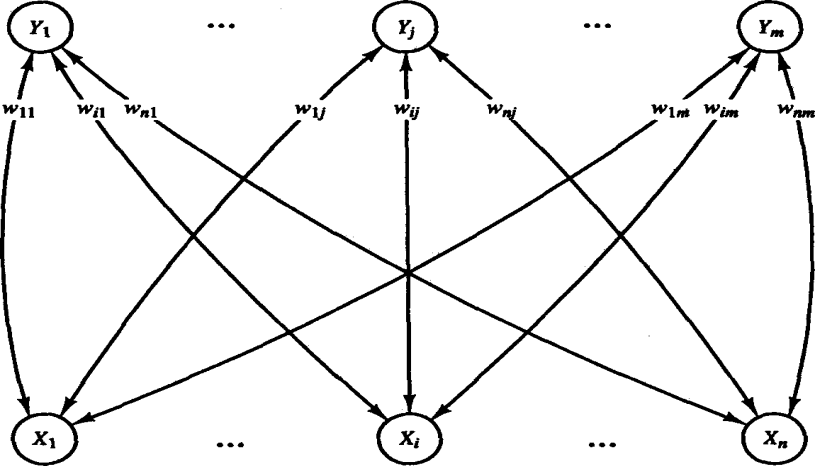 Y₁ ... Yⱼ ... Yₘ
w₁₁ wᵢ₁ wₙ₁ w₁ⱼ wᵢⱼ wₙⱼ w₁ₘ wᵢₘ wₙₘ
X₁ ... Xᵢ ... Xₙ